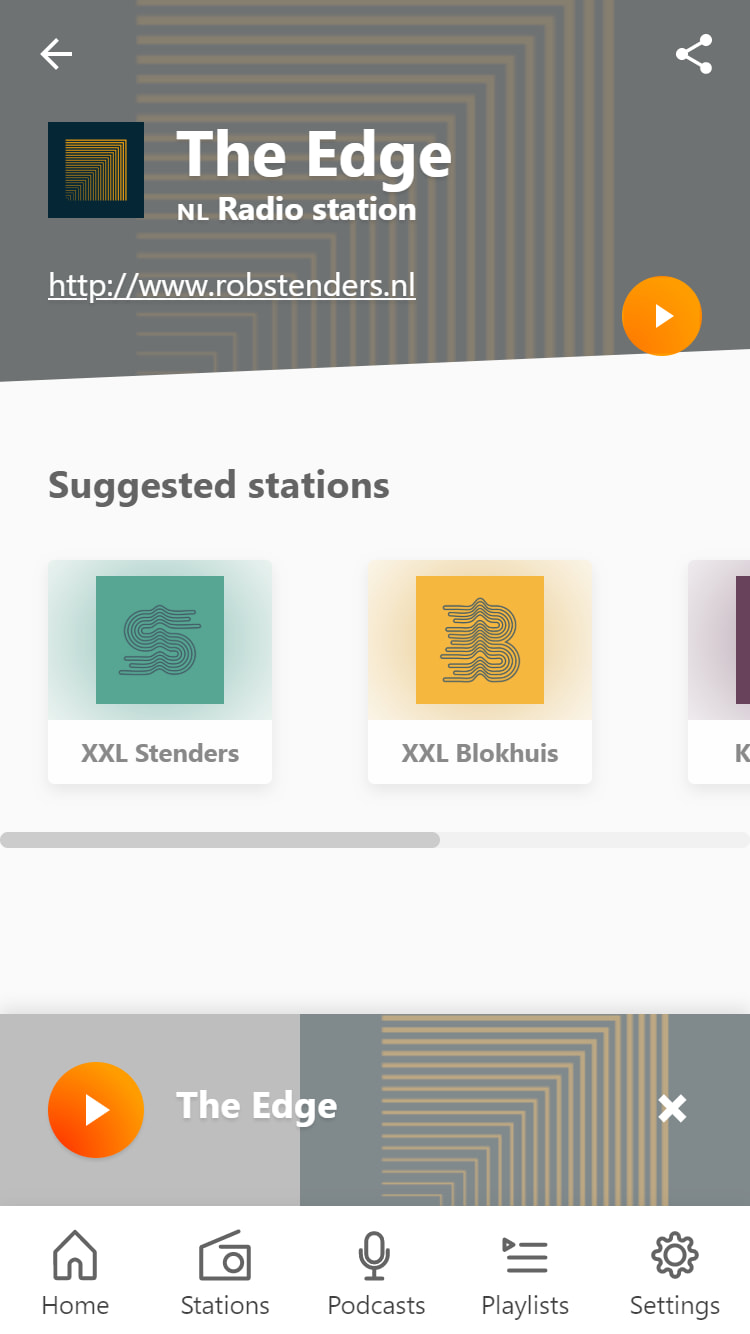 The Edge
NL Radio station
http://www.robstenders.nl
Suggested stations
XXL Stenders
XXL Blokhuis
K
The Edge
Home
Stations
Podcasts
Playlists
Settings